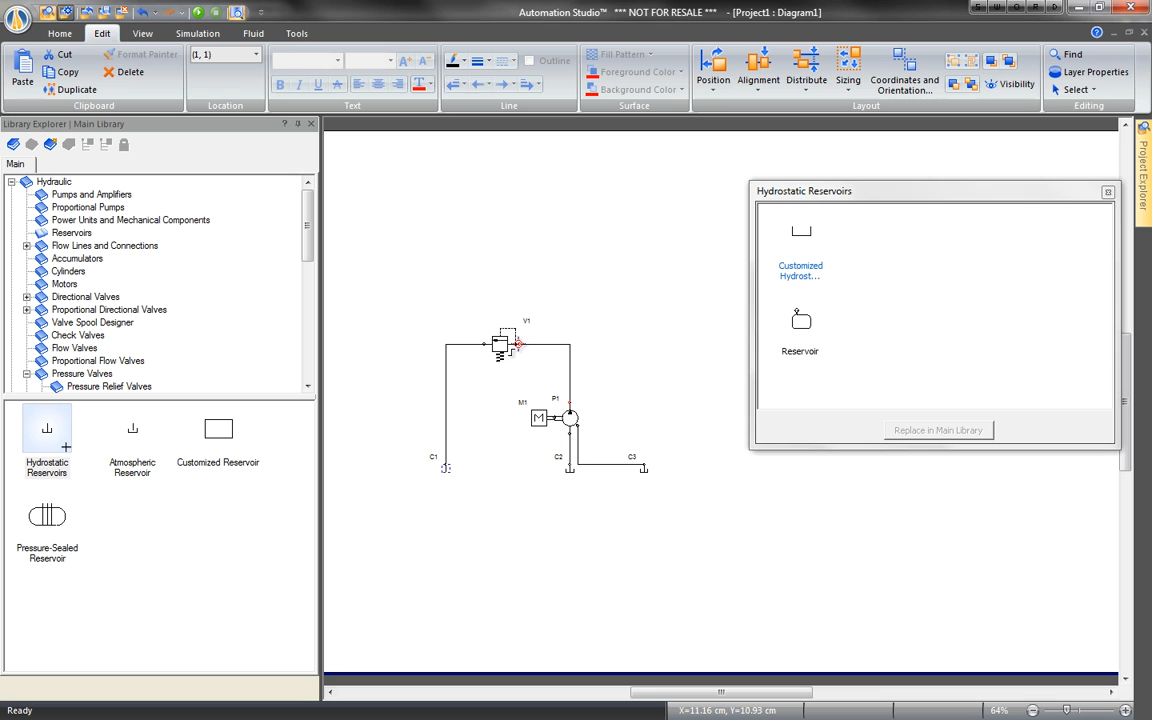 Automation Studio™ *** NOT FOR RESALE *** - [Project1 : Diagram1]
Home
Edit
View
Simulation
Fluid
Tools
Paste
Cut
Copy
Duplicate
Format Painter
Delete
Clipboard
(1, 1)
Location
B
I
U
A
T
Text
Outline
Line
Fill Pattern
Foreground Color
Background Color
Surface
Position
Alignment
Distribute
Sizing
Coordinates and
Orientation...
Visibility
Layout
Find
Layer Properties
Select
Editing
Library Explorer | Main Library
Main
Hydraulic
Pumps and Amplifiers
Proportional Pumps
Power Units and Mechanical Components
Reservoirs
Flow Lines and Connections
Accumulators
Cylinders
Motors
Directional Valves
Proportional Directional Valves
Valve Spool Designer
Check Valves
Flow Valves
Proportional Flow Valves
Pressure Valves
Pressure Relief Valves
Hydrostatic
Reservoirs
Atmospheric
Reservoir
Customized Reservoir
Pressure-Sealed
Reservoir
V1
M1
P1
M
C1
C2
C3
Hydrostatic Reservoirs
Customized
Hydrost...
Reservoir
Replace in Main Library
Project Explorer
Ready
X=11.16 cm, Y=10.93 cm
64%